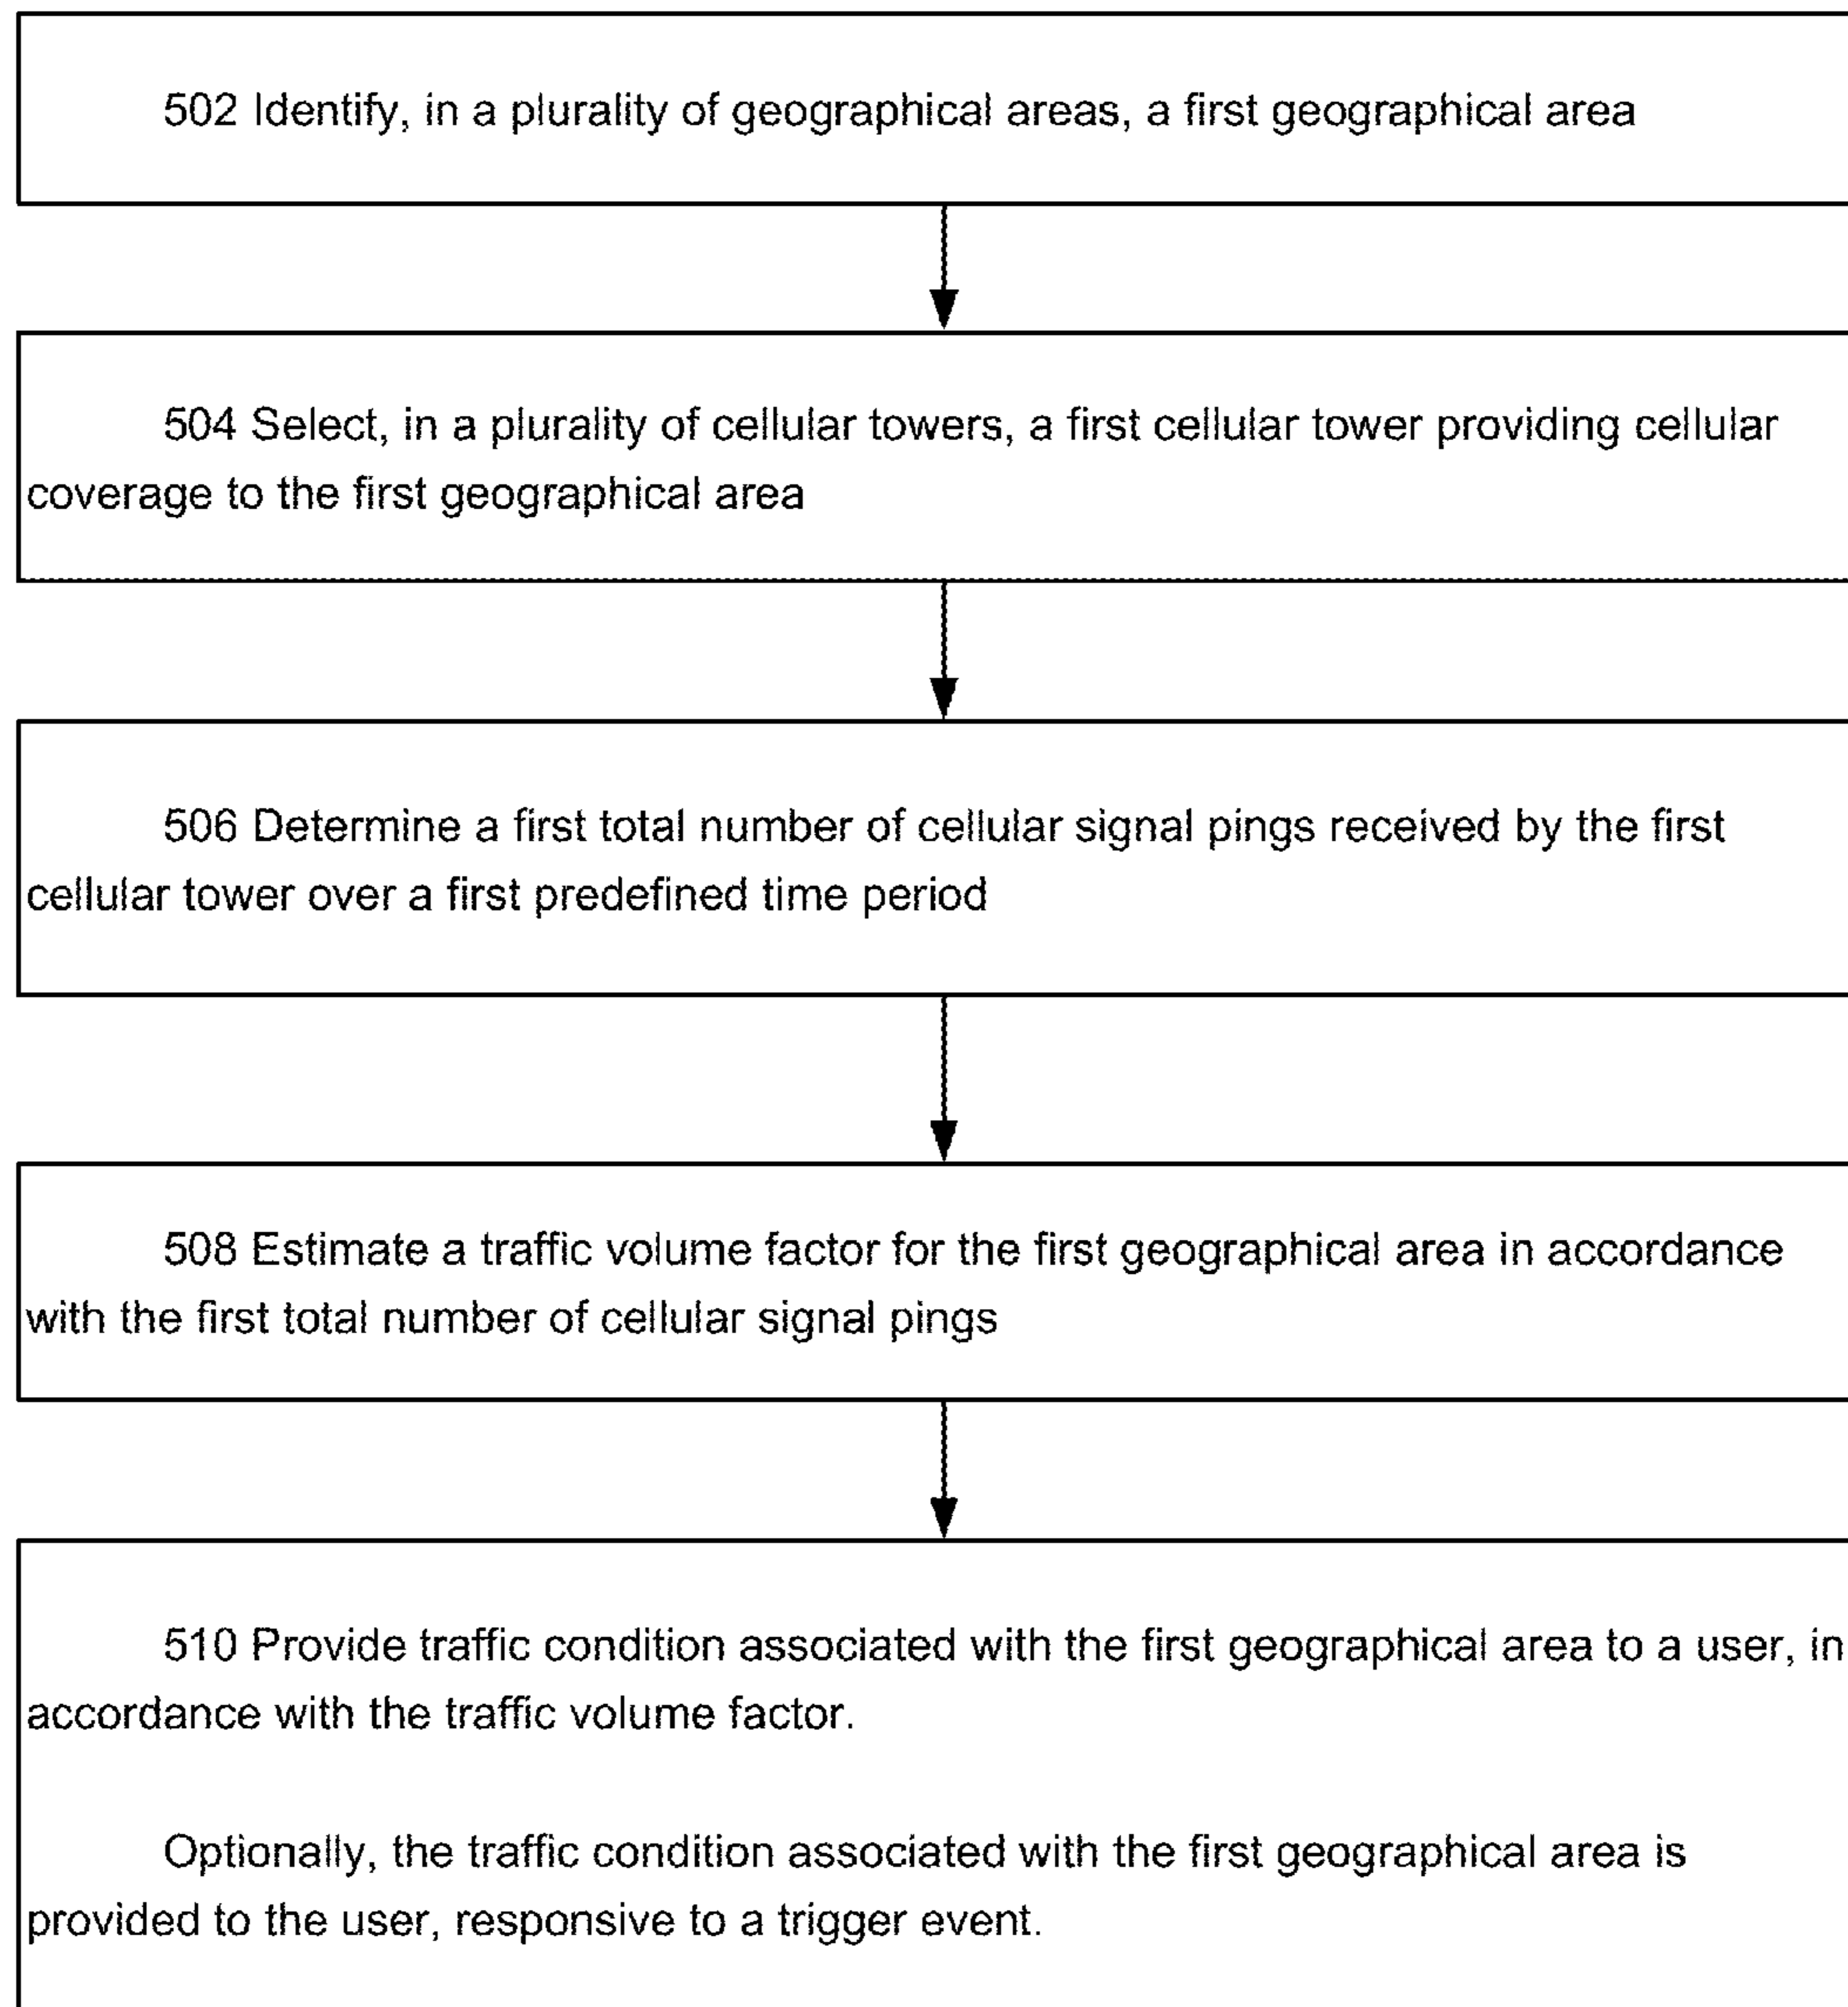 502 Identify, in a plurality of geographical areas, a first geographical area
504 Select, in a plurality of cellular towers, a first cellular tower providing cellular
coverage to the first geographical area
506 Determine a first total number of cellular signal pings received by the first
cellular tower over a first predefined time period
508 Estimate a traffic volume factor for the first geographical area in accordance
with the first total number of cellular signal pings
510 Provide traffic condition associated with the first geographical area to a user, in
accordance with the traffic volume factor.
Optionally, the traffic condition associated with the first geographical area is
provided to the user, responsive to a trigger event.